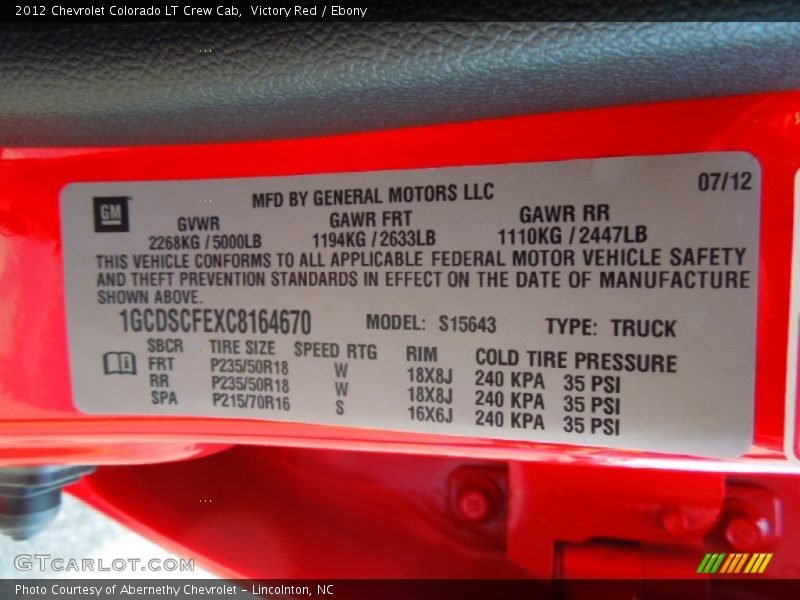 2012 Chevrolet Colorado LT Crew Cab, Victory Red / Ebony
07/12
GM
MFD BY GENERAL MOTORS LLC
GVWR GAWR FRT GAWR RR
2268KG / 5000LB 1194KG / 2633LB 1110KG / 2447LB
THIS VEHICLE CONFORMS TO ALL APPLICABLE FEDERAL MOTOR VEHICLE SAFETY
AND THEFT PREVENTION STANDARDS IN EFFECT ON THE DATE OF MANUFACTURE
SHOWN ABOVE.
1GCDSCFEXC8164670 MODEL: S15643 TYPE: TRUCK
SBCR TIRE SIZE SPEED RTG RIM COLD TIRE PRESSURE
FRT P235/50R18 W 18X8J 240 KPA 35 PSI
RR P235/50R18 W 18X8J 240 KPA 35 PSI
SPA P215/70R16 S 16X6J 240 KPA 35 PSI
GTCARLOT.COM
Photo Courtesy of Abernethy Chevrolet - Lincolnton, NC